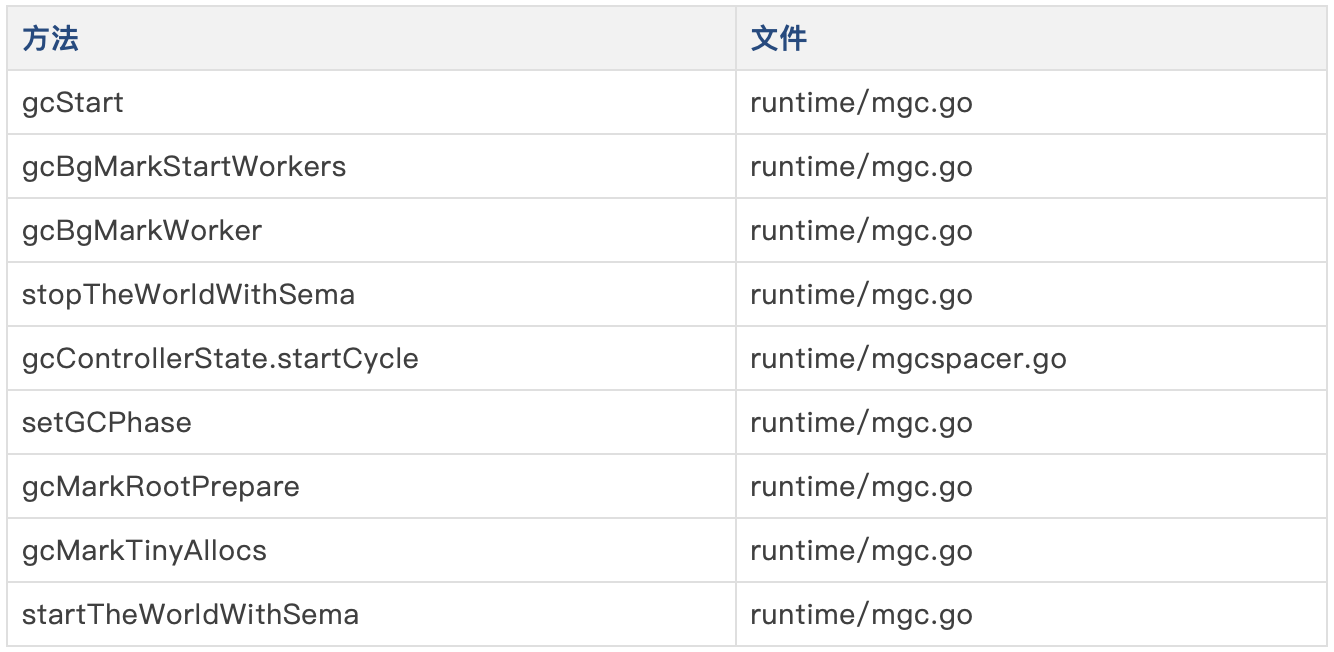 方法 文件
gcStart runtime/mgc.go
gcBgMarkStartWorkers runtime/mgc.go
gcBgMarkWorker runtime/mgc.go
stopTheWorldWithSema runtime/mgc.go
gcControllerState.startCycle runtime/mgcspacer.go
setGCPhase runtime/mgc.go
gcMarkRootPrepare runtime/mgc.go
gcMarkTinyAllocs runtime/mgc.go
startTheWorldWithSema runtime/mgc.go